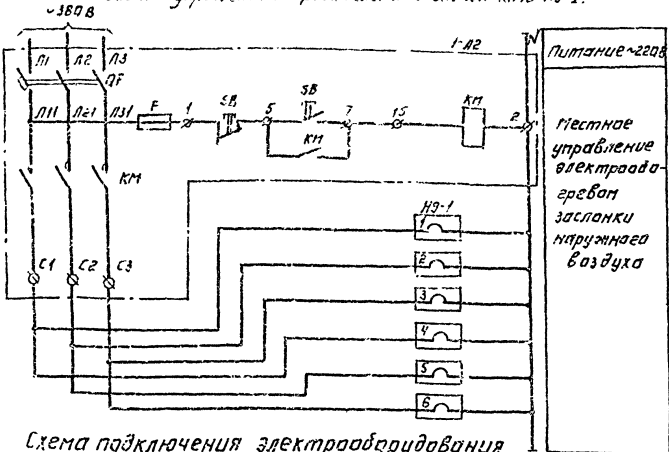 ~380 В
Л1 Л2 Л3
1-Л2
N
Питание ~220В
QF
Л11 Л21 Л31
F
1
SB
5
SB
7
15
КМ
2
КМ
КМ
Местное
управление
электрообо-
гревом
заслонки
наружного
воздуха
НЭ-1
1
С1 С2 С3
2
3
4
5
6
Схема подключения электрооборудования